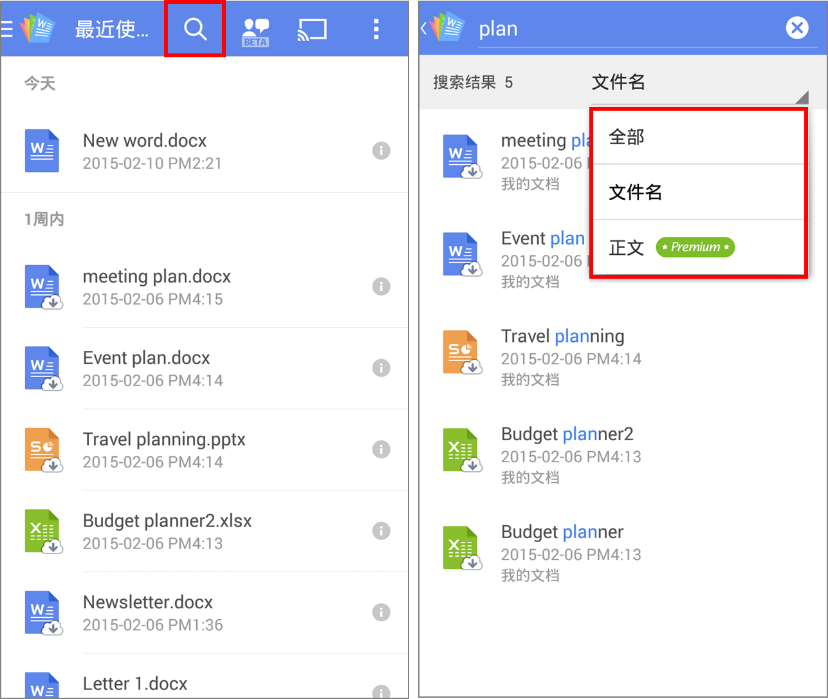 最近使...
BETA
今天
New word.docx
2015-02-10 PM2:21
1周内
meeting plan.docx
2015-02-06 PM4:15
Event plan.docx
2015-02-06 PM4:14
Travel planning.pptx
2015-02-06 PM4:14
Budget planner2.xlsx
2015-02-06 PM4:13
Newsletter.docx
2015-02-06 PM1:36
Letter 1.docx
plan
搜索结果 5
文件名
全部
文件名
正文 Premium
meeting pla
2015-02-06
我的文档
Event plan
2015-02-06
我的文档
Travel planning
2015-02-06 PM4:14
我的文档
Budget planner2
2015-02-06 PM4:13
我的文档
Budget planner
2015-02-06 PM4:13
我的文档